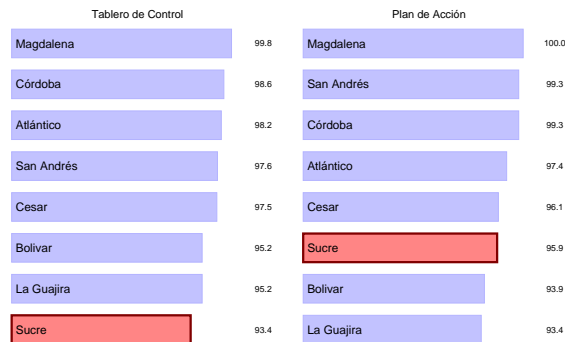 Tablero de Control
Magdalena 99.8
Córdoba 98.6
Atlántico 98.2
San Andrés 97.6
Cesar 97.5
Bolivar 95.2
La Guajira 95.2
Sucre 93.4
Plan de Acción
Magdalena 100.0
San Andrés 99.3
Córdoba 99.3
Atlántico 97.4
Cesar 96.1
Sucre 95.9
Bolivar 93.9
La Guajira 93.4